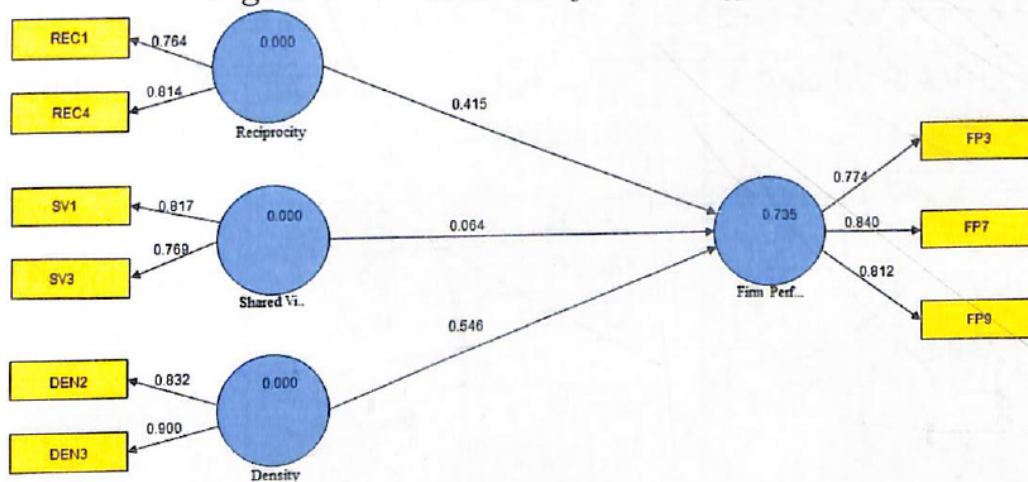 REC1
0.764
0.000
REC4
0.814
Reciprocity
0.415
SV1
0.817
0.000
SV3
0.769
Shared Vi..
0.064
DEN2
0.832
0.000
DEN3
0.900
Density
0.546
0.735
Firm Perf...
0.774
FP3
0.840
FP7
0.812
FP9